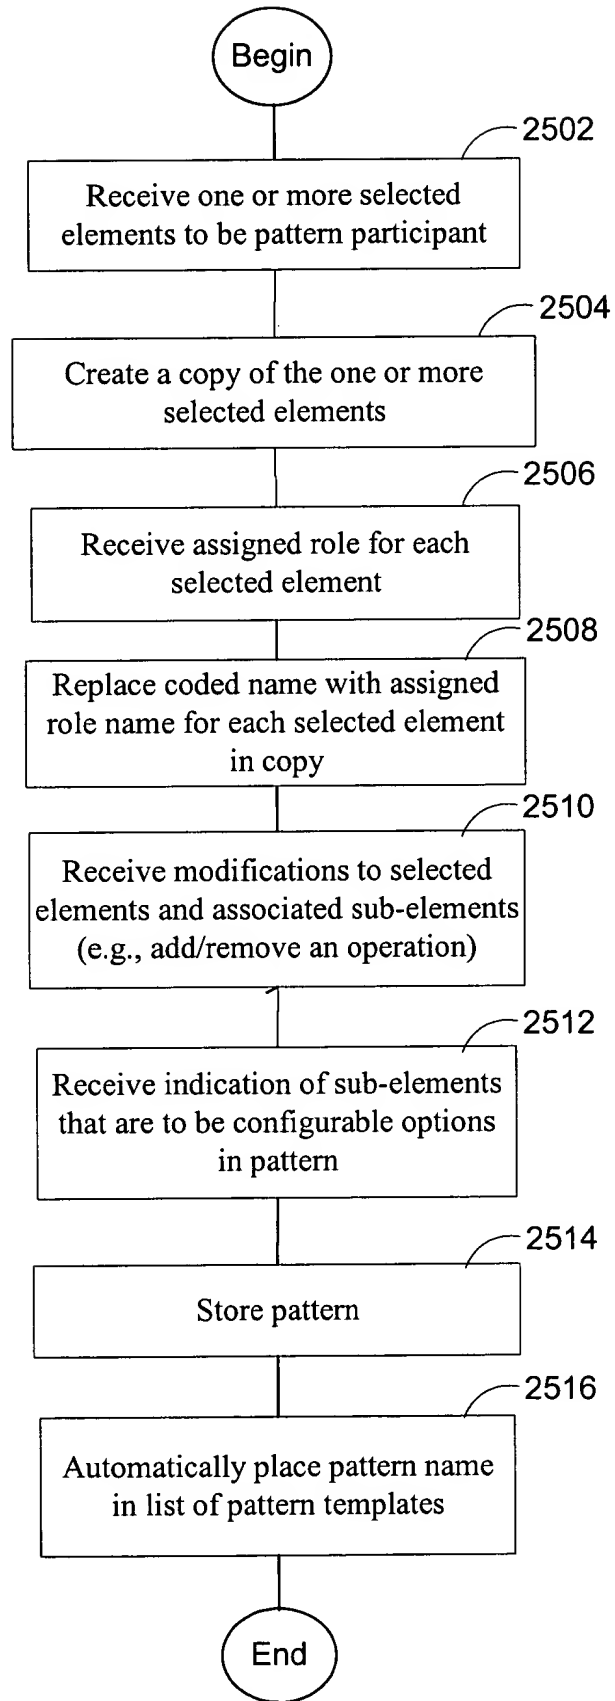 Begin
2502
Receive one or more selected
elements to be pattern participant
2504
Create a copy of the one or more
selected elements
2506
Receive assigned role for each
selected element
2508
Replace coded name with assigned
role name for each selected element
in copy
2510
Receive modifications to selected
elements and associated sub-elements
(e.g., add/remove an operation)
2512
Receive indication of sub-elements
that are to be configurable options
in pattern
2514
Store pattern
2516
Automatically place pattern name
in list of pattern templates
End